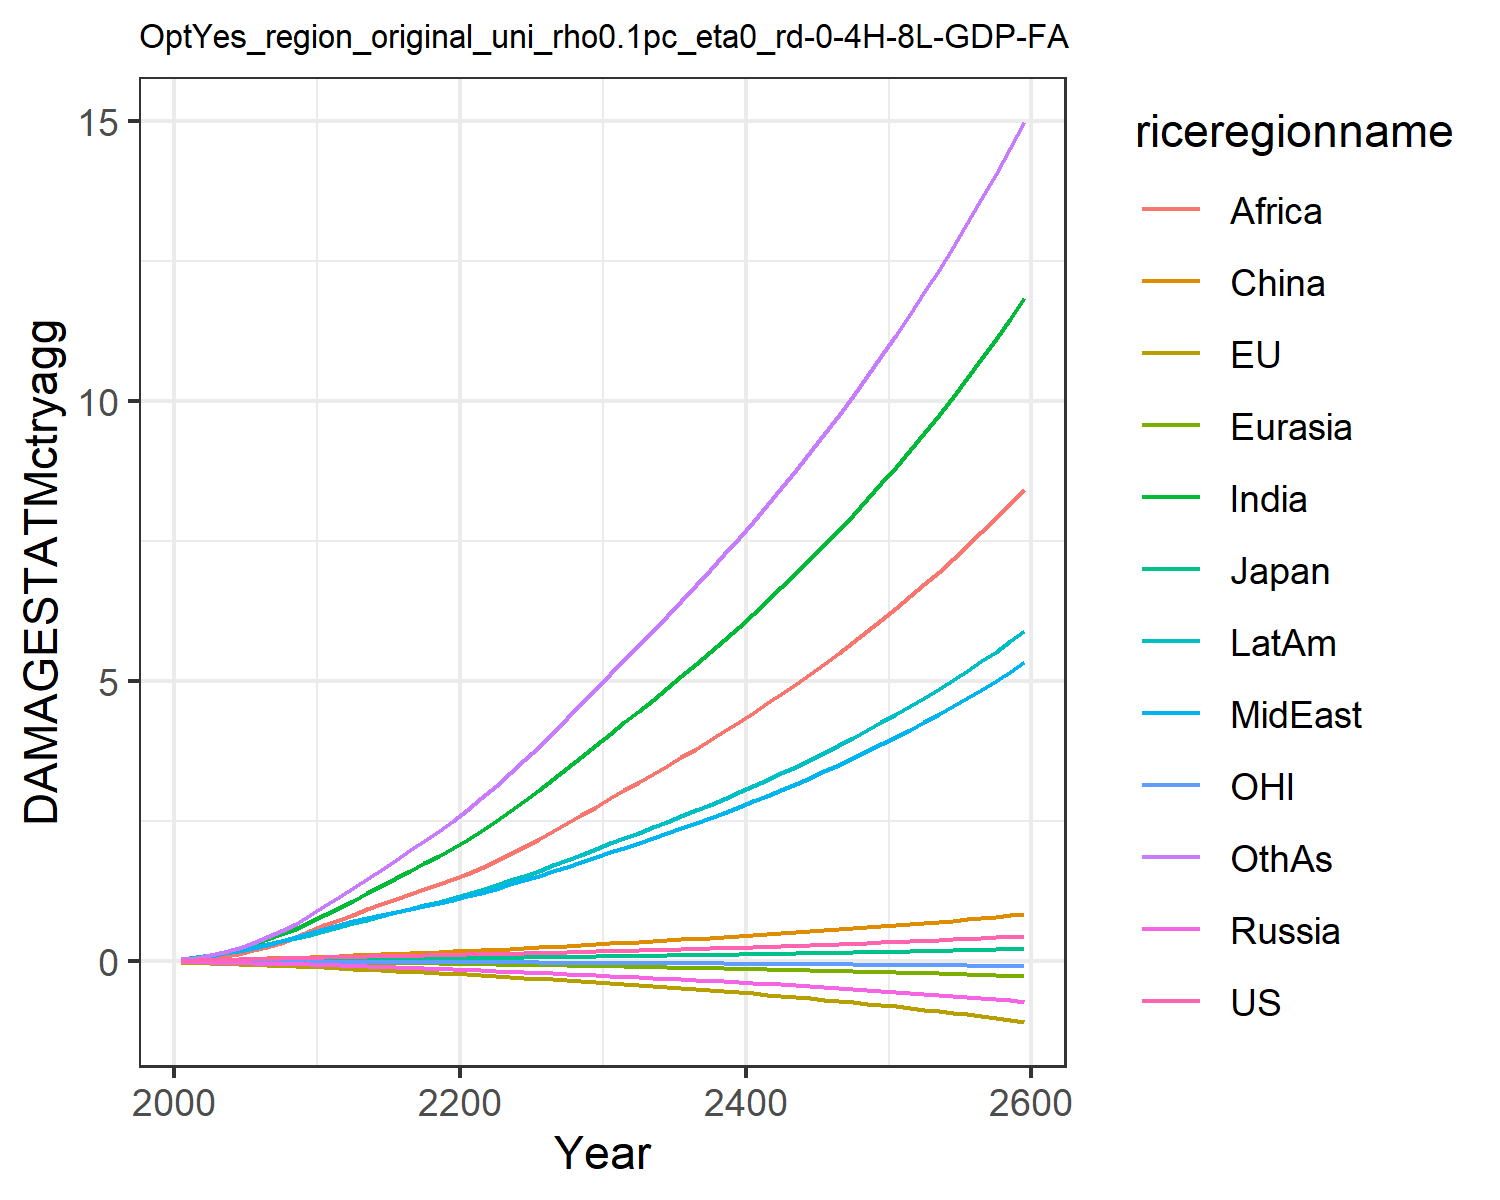 OptYes_region_original_uni_rho0.1pc_eta0_rd-0-4H-8L-GDP-FA
15
10
5
0
DAMAGESTATMctryagg
2000 2200 2400 2600
Year
riceregionname
Africa
China
EU
Eurasia
India
Japan
LatAm
MidEast
OHI
OthAs
Russia
US